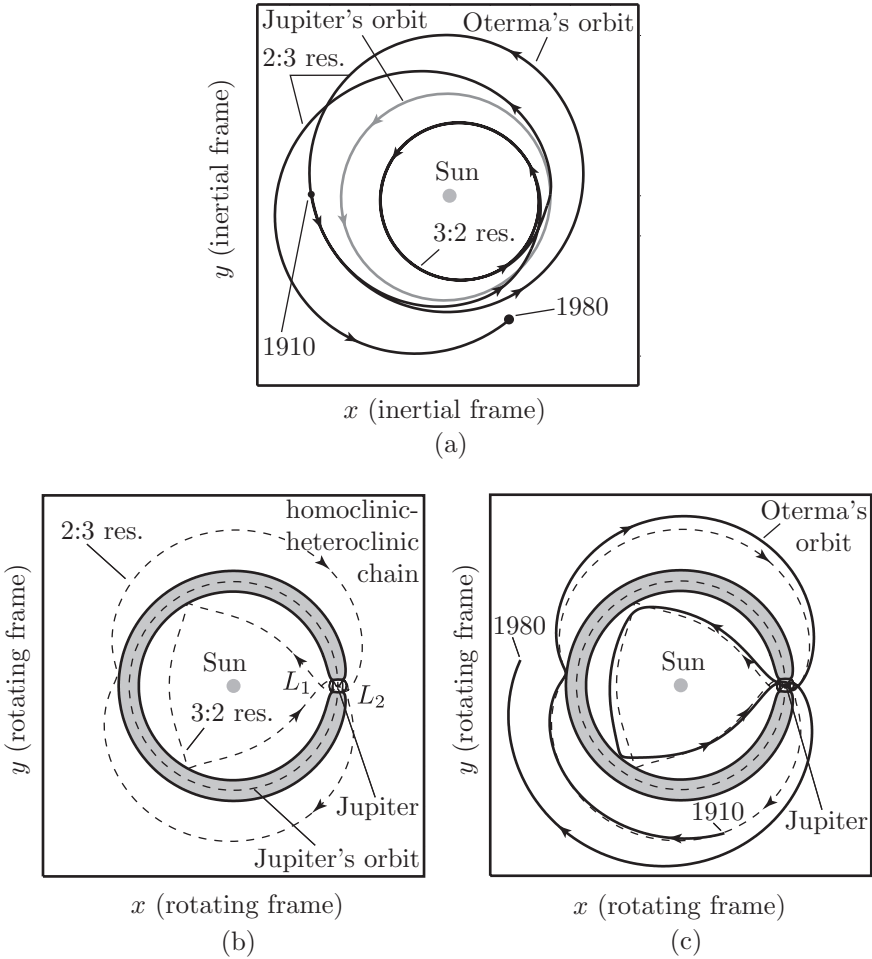 Jupiter's orbit
Oterma's orbit
2:3 res.
Sun
3:2 res.
1980
1910
y (inertial frame)
x (inertial frame)
(a)
homoclinic-
heteroclinic
chain
2:3 res.
Sun
L1
L2
3:2 res.
Jupiter
Jupiter's orbit
y (rotating frame)
x (rotating frame)
(b)
Oterma's
orbit
1980
Sun
1910
Jupiter
y (rotating frame)
x (rotating frame)
(c)